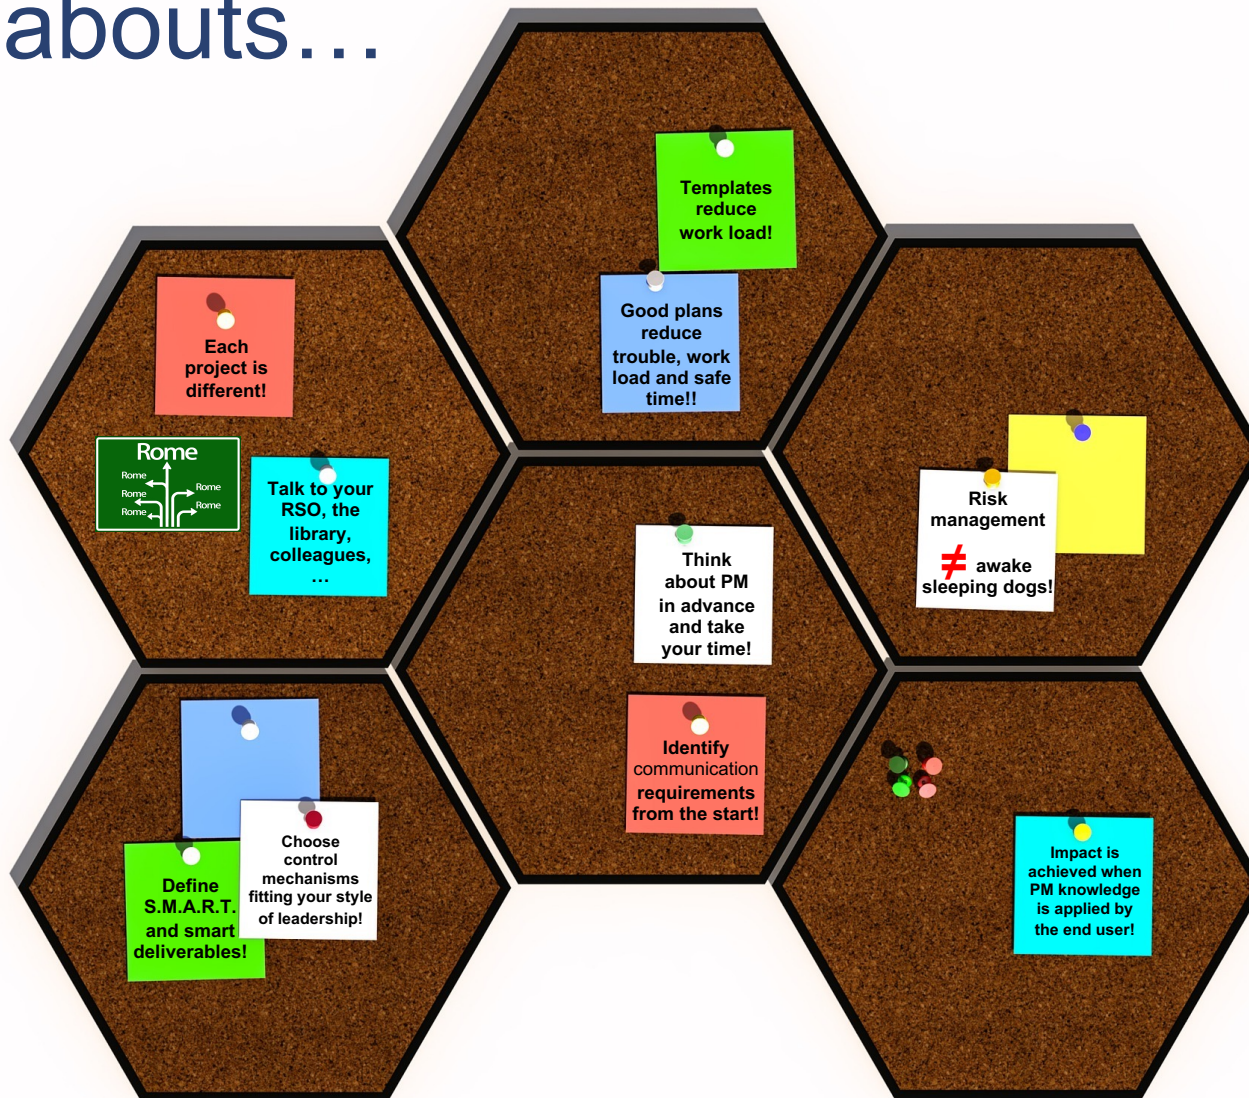 abouts...
Templates
reduce
work load!
Good plans
reduce
trouble, work
load and safe
time!!
Each
project is
different!
Rome
Rome
Rome
Rome
Rome
Rome
Talk to your
RSO, the
library,
colleagues,
...
Risk
management
≠ awake
sleeping dogs!
Think
about PM
in advance
and take
your time!
Identify
communication
requirements
from the start!
Choose
control
mechanisms
fitting your style
of leadership!
Define
S.M.A.R.T.
and smart
deliverables!
Impact is
achieved when
PM knowledge
is applied by
the end user!